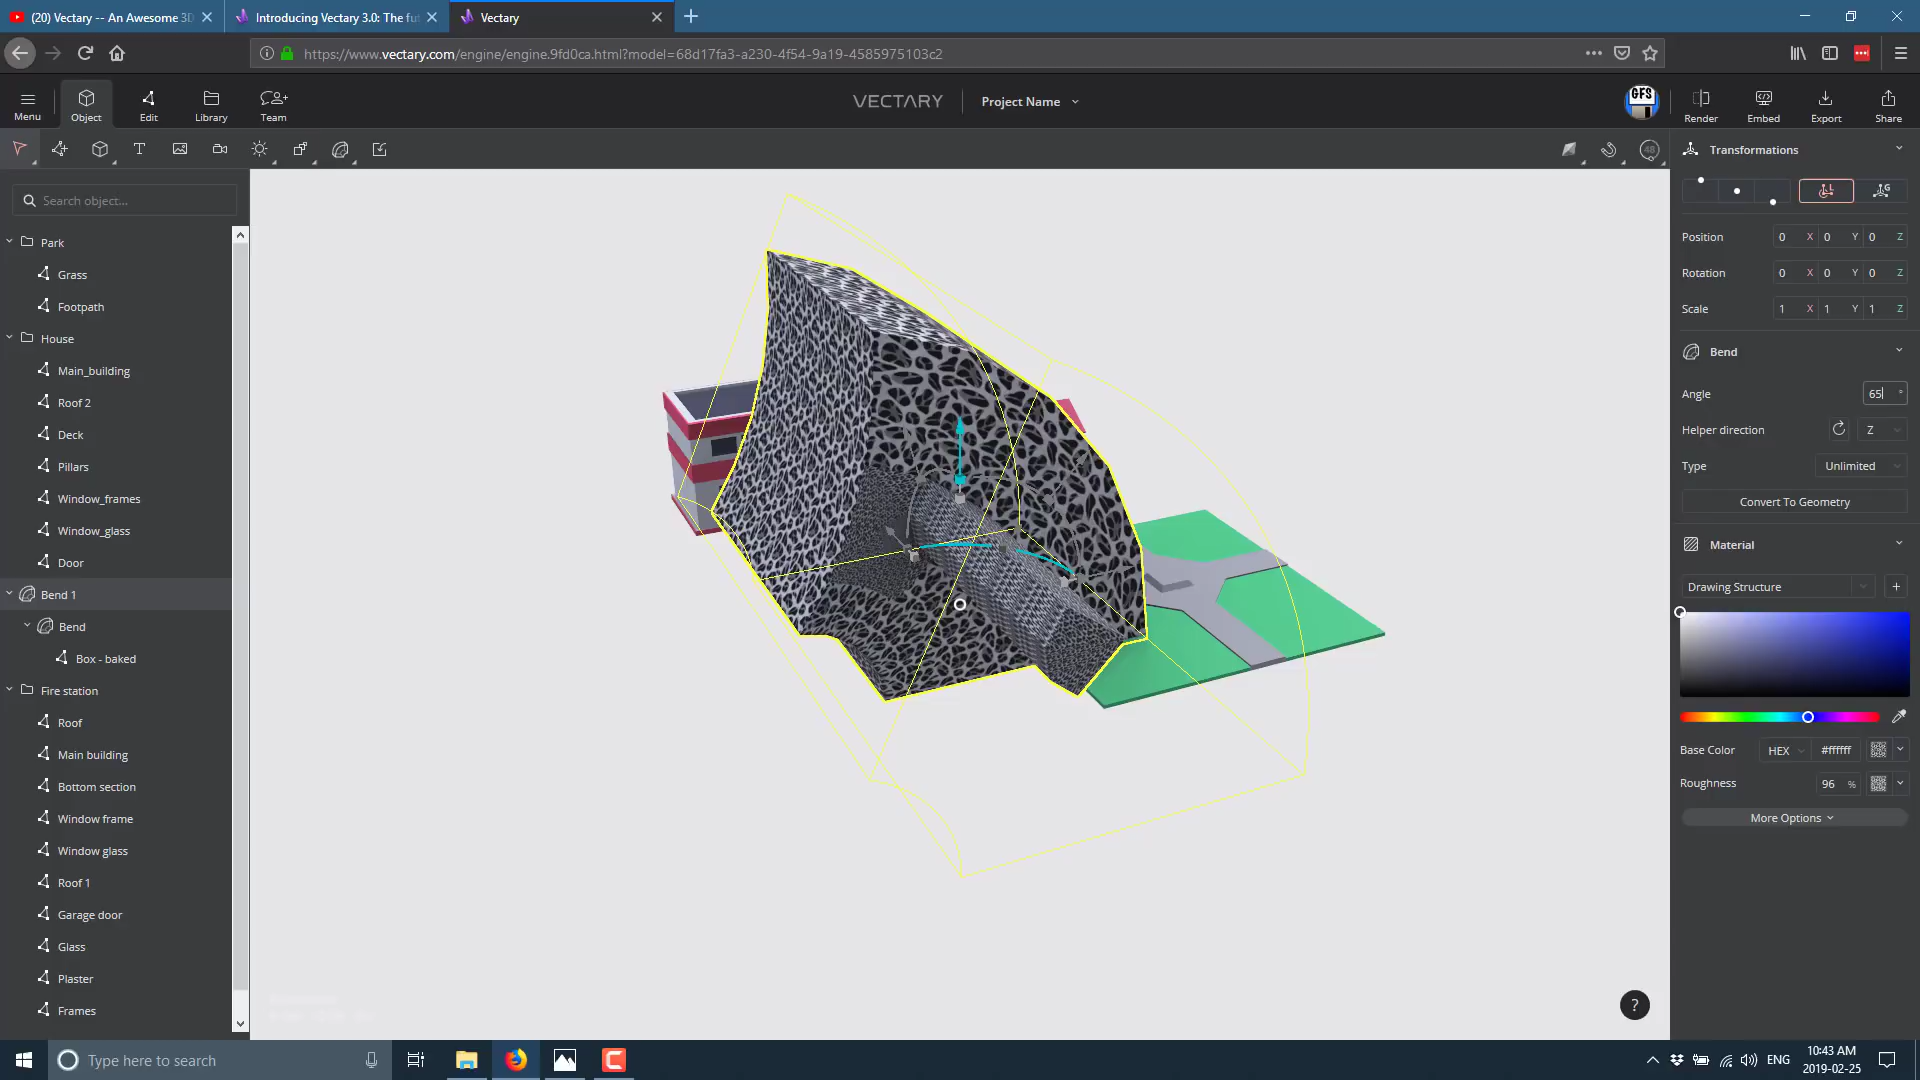 (20) Vectary -- An Awesome 3D
Introducing Vectary 3.0: The fut
Vectary
https://www.vectary.com/engine/engine.9fd0ca.html?model=68d17fa3-a230-4f54-9a19-4585975103c2
Menu
Object
Edit
Library
Team
VECTARY
Project Name
GFS
Render
Embed
Export
Share
48
Search object...
Park
Grass
Footpath
House
Main_building
Roof 2
Deck
Pillars
Window_frames
Window_glass
Door
Bend 1
Bend
Box - baked
Fire station
Roof
Main building
Bottom section
Window frame
Window glass
Roof 1
Garage door
Glass
Plaster
Frames
Transformations
L
G
Position 0 X 0 Y 0 Z
Rotation 0 X 0 Y 0 Z
Scale 1 X 1 Y 1 Z
Bend
Angle 65 °
Helper direction Z
Type Unlimited
Convert To Geometry
Material
Drawing Structure
Base Color HEX #ffffff
Roughness 96 %
More Options
?
Type here to search
ENG
10:43 AM
2019-02-25